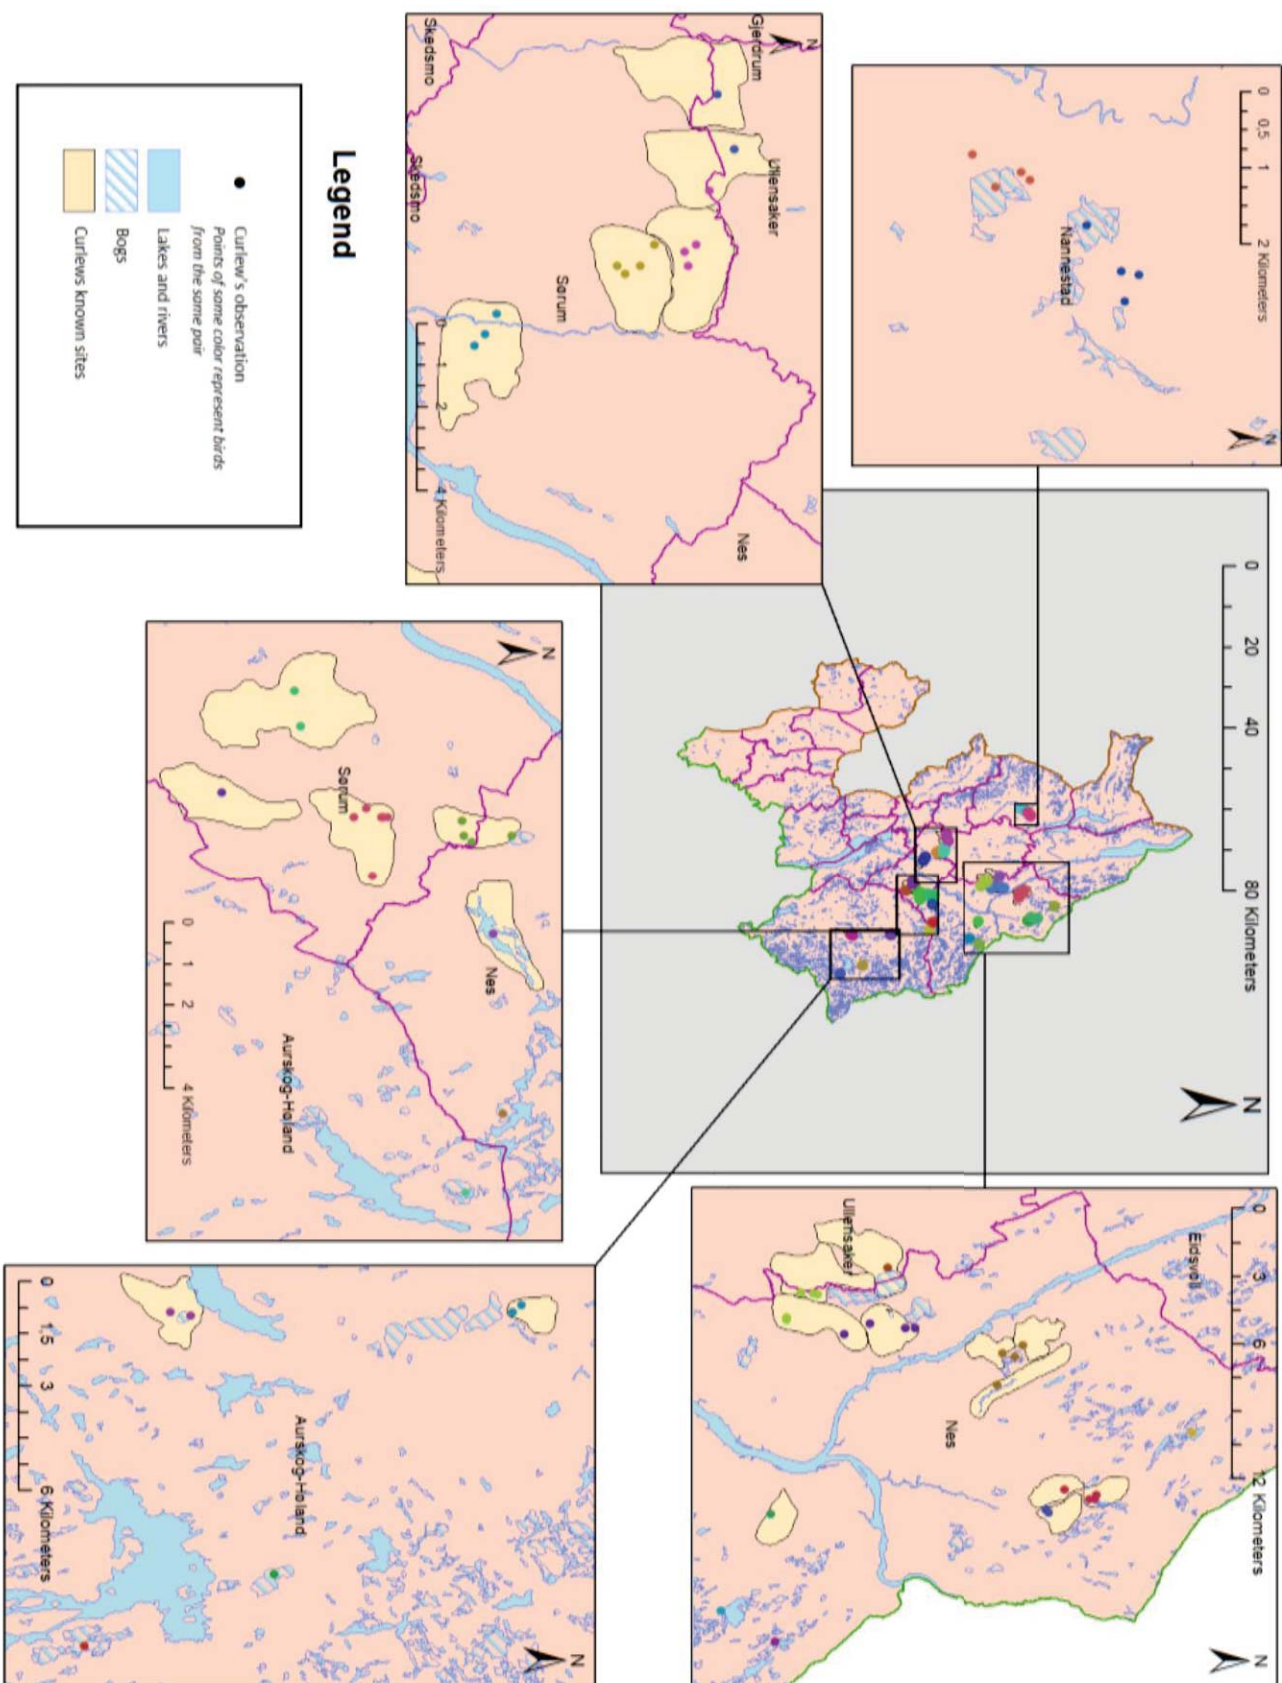 0 0,5 1 2 Kilometers
N
Nannestad
0 20 40 80 Kilometers
N
0 3 6 12 Kilometers
N
Eidsvoll
Nes
Ullensaker
N
Gjerdrum
Ullensaker
Nes
Sørum
Skedsmo
Skedsmo
0 1 2 4 Kilometers
N
Nes
Sørum
Aurskog-Høland
0 1 2 4 Kilometers
N
Aurskog-Høland
0 1,5 3 6 Kilometers
Legend
Curlew's observation
Points of same color represent birds
from the same pair
Lakes and rivers
Bogs
Curlews known sites